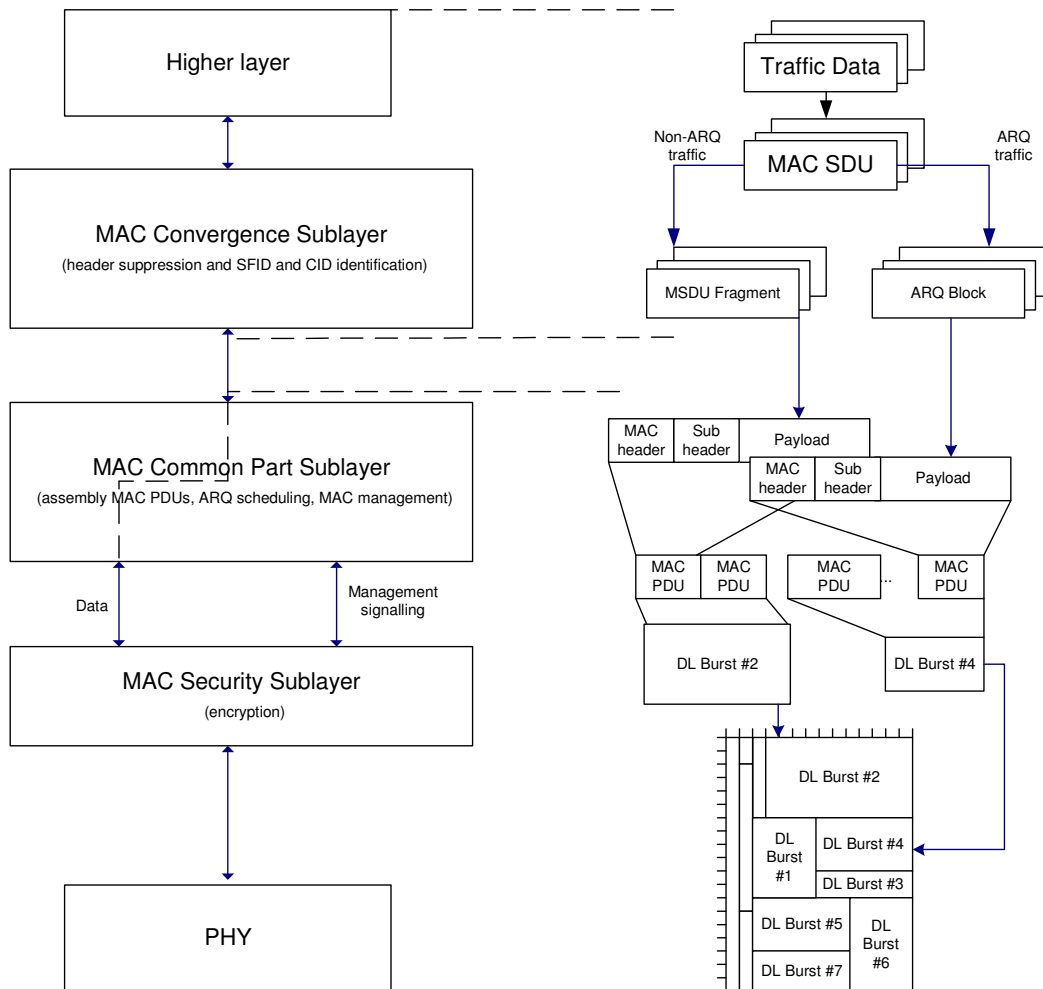 Higher layer
MAC Convergence Sublayer
(header suppression and SFID and CID identification)
MAC Common Part Sublayer
(assembly MAC PDUs, ARQ scheduling, MAC management)
Data
Management
signalling
MAC Security Sublayer
(encryption)
PHY
Traffic Data
Non-ARQ
traffic
ARQ
traffic
MAC SDU
MSDU Fragment
ARQ Block
MAC
header
Sub
header
Payload
MAC
header
Sub
header
Payload
MAC
PDU
MAC
PDU
MAC
PDU
...
MAC
PDU
DL Burst #2
DL Burst #4
DL Burst #2
DL
Burst
#1
DL Burst #4
DL Burst #3
DL Burst #5
DL
Burst
#6
DL Burst #7